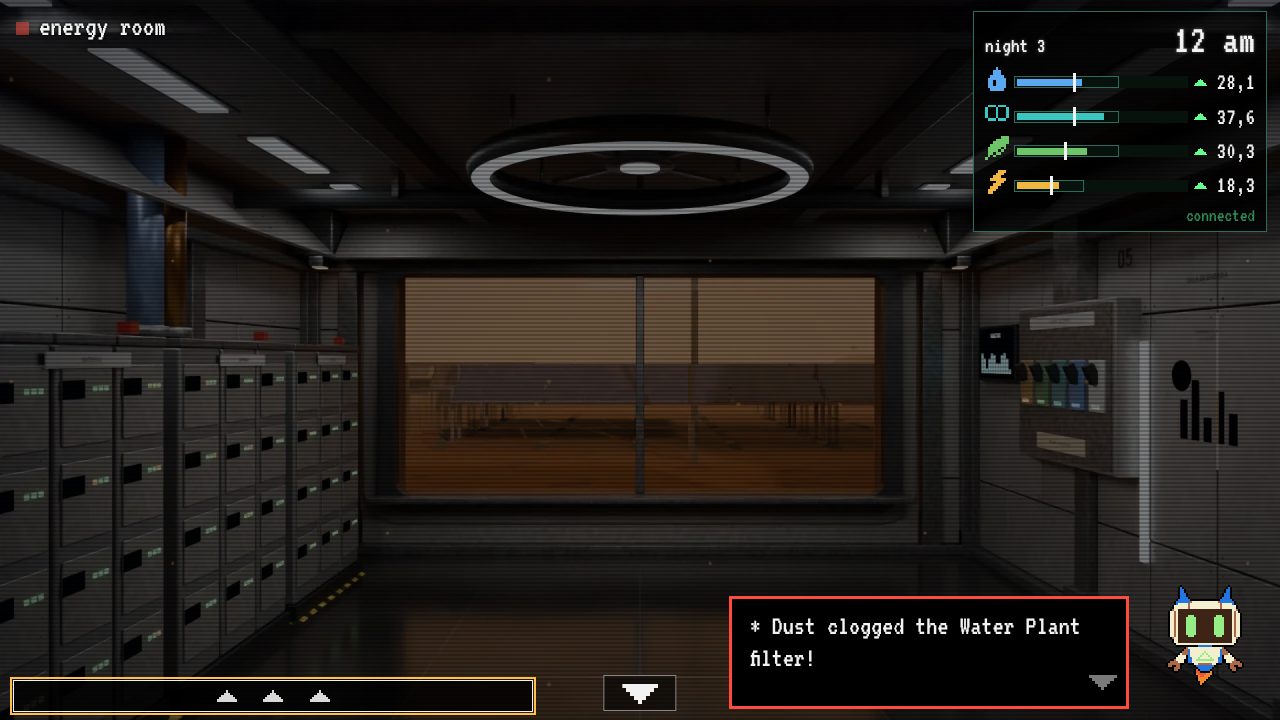 energy room
night 3
12 am
28,1
37,6
30,3
18,3
connected
05
* Dust clogged the Water Plant
filter!